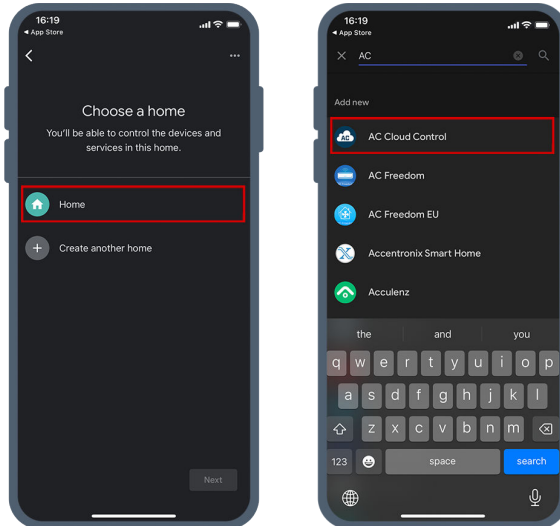 16:19
App Store
Choose a home
You'll be able to control the devices and
services in this home.
Home
Create another home
Next
16:19
App Store
AC
Add new
AC
AC Cloud Control
AC Freedom
AC Freedom EU
Accentronix Smart Home
Acculenz
the and you
q w e r t y u i o p
a s d f g h j k l
z x c v b n m
123 space search